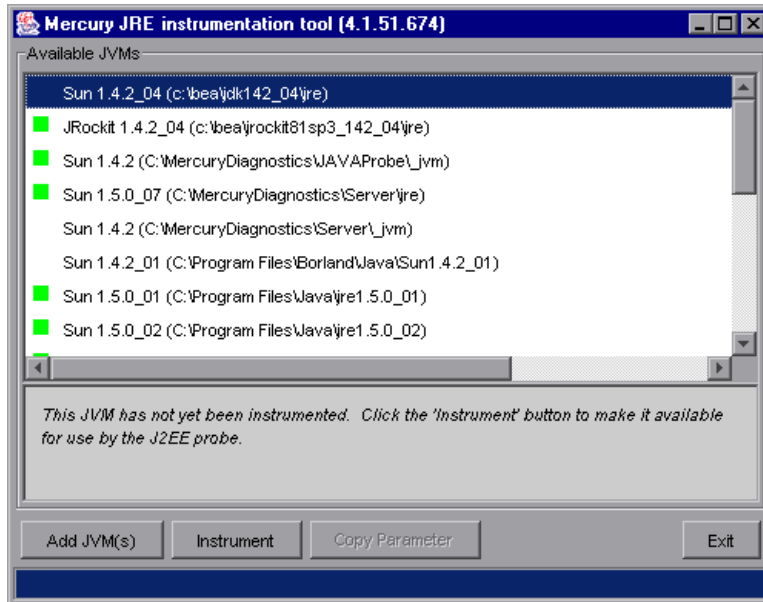 Mercury JRE instrumentation tool (4.1.51.674)
Available JVMs
Sun 1.4.2_04 (c:\bea\jdk142_04\jre)
JRockit 1.4.2_04 (c:\bea\jrockit81sp3_142_04\jre)
Sun 1.4.2 (C:\MercuryDiagnostics\JAVAProbe\_jvm)
Sun 1.5.0_07 (C:\MercuryDiagnostics\Server\jre)
Sun 1.4.2 (C:\MercuryDiagnostics\Server\_jvm)
Sun 1.4.2_01 (C:\Program Files\Borland\Java\Sun1.4.2_01)
Sun 1.5.0_01 (C:\Program Files\Java\jre1.5.0_01)
Sun 1.5.0_02 (C:\Program Files\Java\jre1.5.0_02)
This JVM has not yet been instrumented. Click the 'Instrument' button to make it available
for use by the J2EE probe.
Add JVM(s) Instrument Copy Parameter Exit